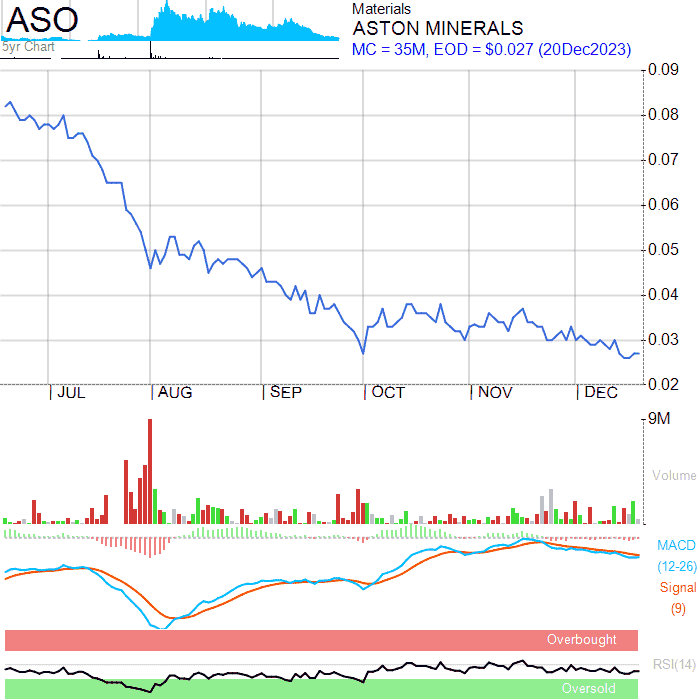 ASO
5yr Chart
Materials
ASTON MINERALS
MC = 35M, EOD = $0.027 (20Dec2023)
0.09
0.08
0.07
0.06
0.05
0.04
0.03
0.02
JUL AUG SEP OCT NOV DEC
9M
Volume
MACD
(12-26)
Signal
(9)
Overbought
RSI(14)
Oversold